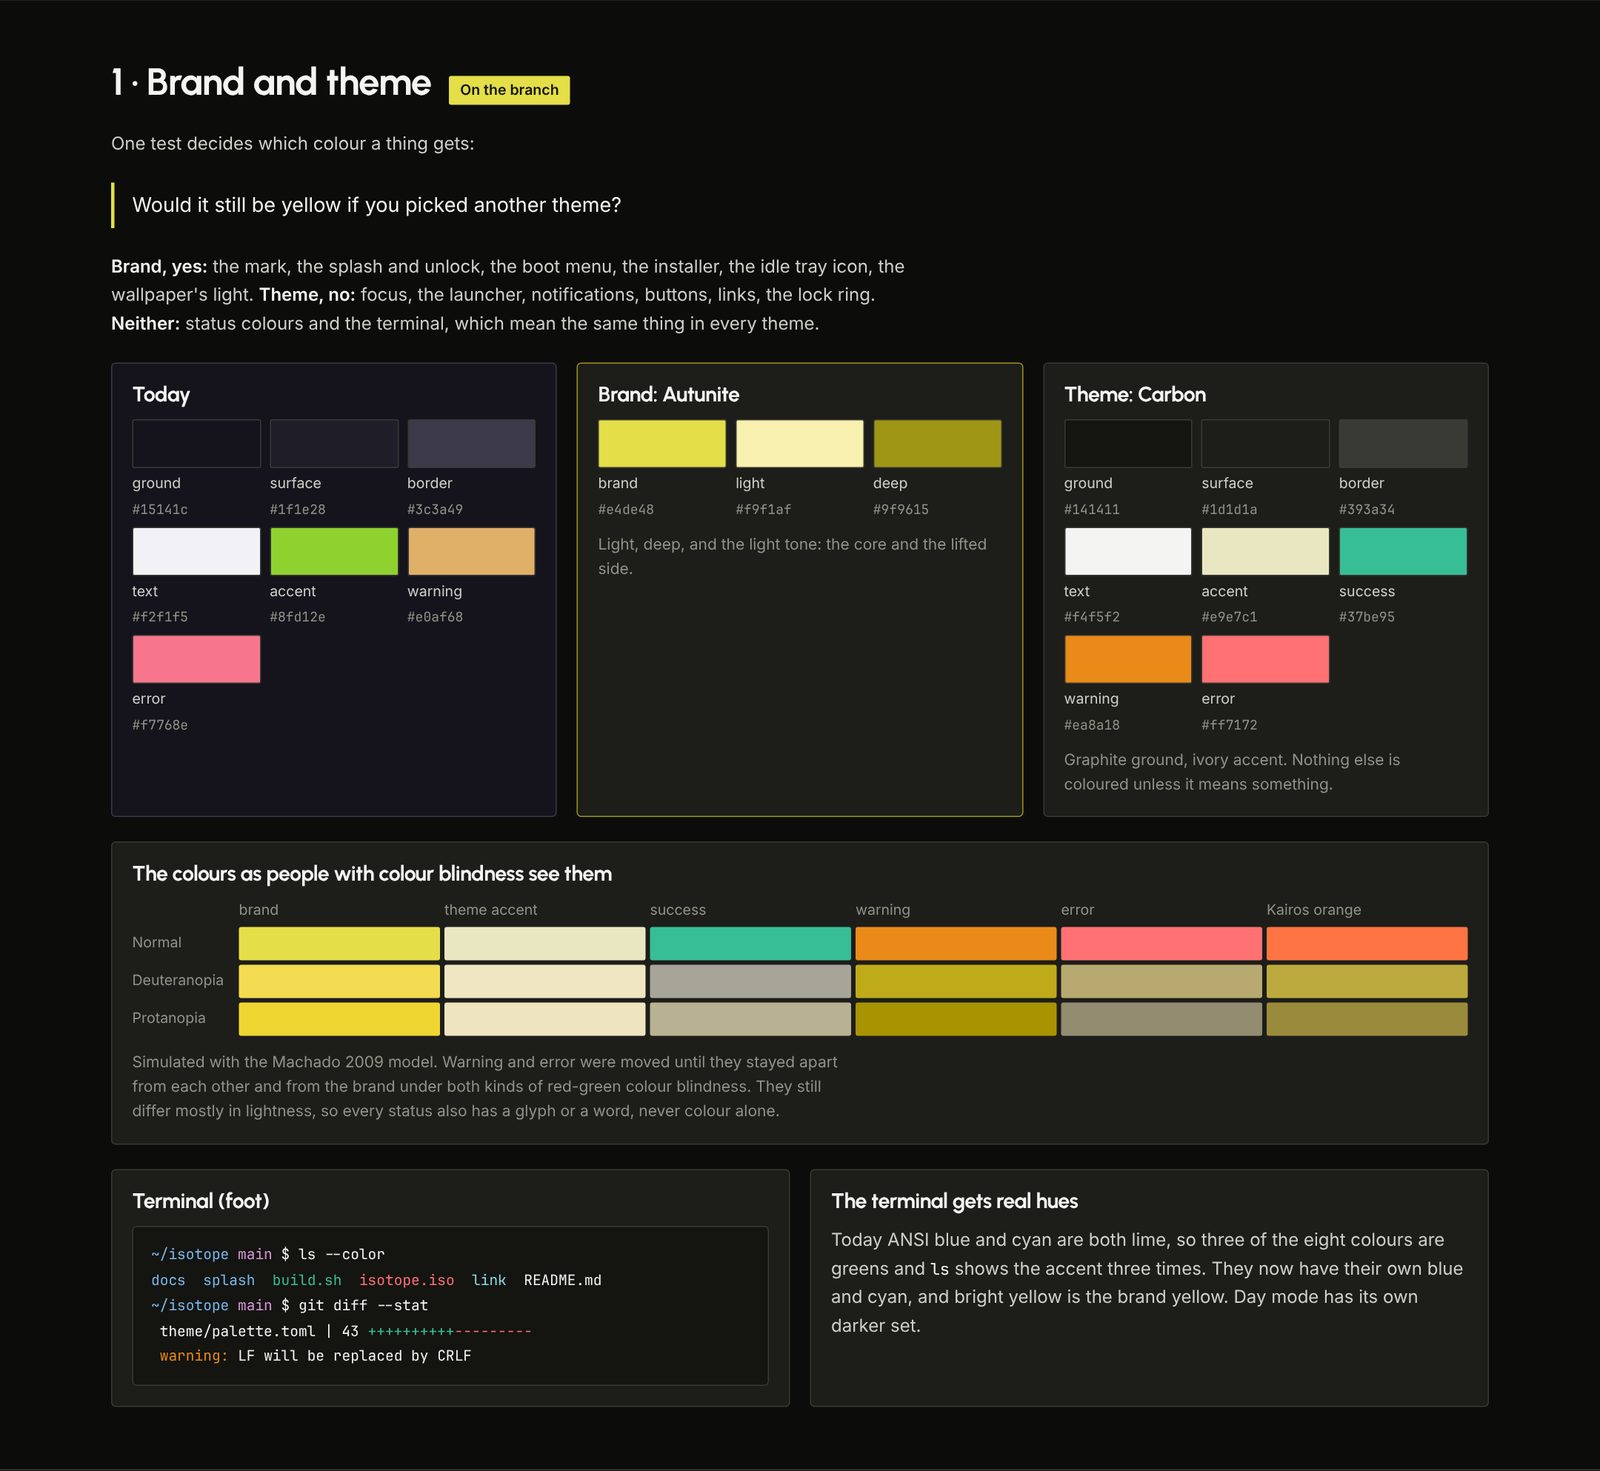 1 · Brand and theme
On the branch
One test decides which colour a thing gets:
Would it still be yellow if you picked another theme?
Brand, yes: the mark, the splash and unlock, the boot menu, the installer, the idle tray icon, the
wallpaper's light. Theme, no: focus, the launcher, notifications, buttons, links, the lock ring.
Neither: status colours and the terminal, which mean the same thing in every theme.
Today
ground surface border
#15141c #1f1e28 #3c3a49
text accent warning
#f2f1f5 #8fd12e #e0af68
error
#f7768e
Brand: Autunite
brand light deep
#e4de48 #f9f1af #9f9615
Light, deep, and the light tone: the core and the lifted
side.
Theme: Carbon
ground surface border
#141411 #1d1d1a #393a34
text accent success
#f4f5f2 #e9e7c1 #37be95
warning error
#ea8a18 #ff7172
Graphite ground, ivory accent. Nothing else is
coloured unless it means something.
The colours as people with colour blindness see them
brand theme accent success warning error Kairos orange
Normal
Deuteranopia
Protanopia
Simulated with the Machado 2009 model. Warning and error were moved until they stayed apart
from each other and from the brand under both kinds of red-green colour blindness. They still
differ mostly in lightness, so every status also has a glyph or a word, never colour alone.
Terminal (foot)
~/isotope main $ ls --color
docs splash build.sh isotope.iso link README.md
~/isotope main $ git diff --stat
theme/palette.toml | 43 ++++++++++---------
warning: LF will be replaced by CRLF
The terminal gets real hues
Today ANSI blue and cyan are both lime, so three of the eight colours are
greens and ls shows the accent three times. They now have their own blue
and cyan, and bright yellow is the brand yellow. Day mode has its own
darker set.